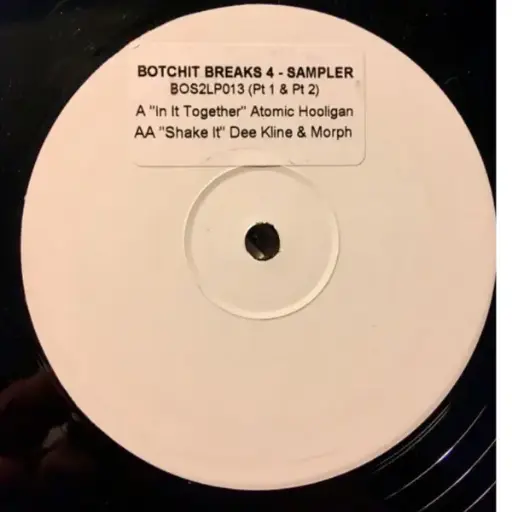 BOTCHIT BREAKS 4 - SAMPLER
BOS2LP013 (Pt 1 & Pt 2)
A "In It Together" Atomic Hooligan
AA "Shake It" Dee Kline & Morph